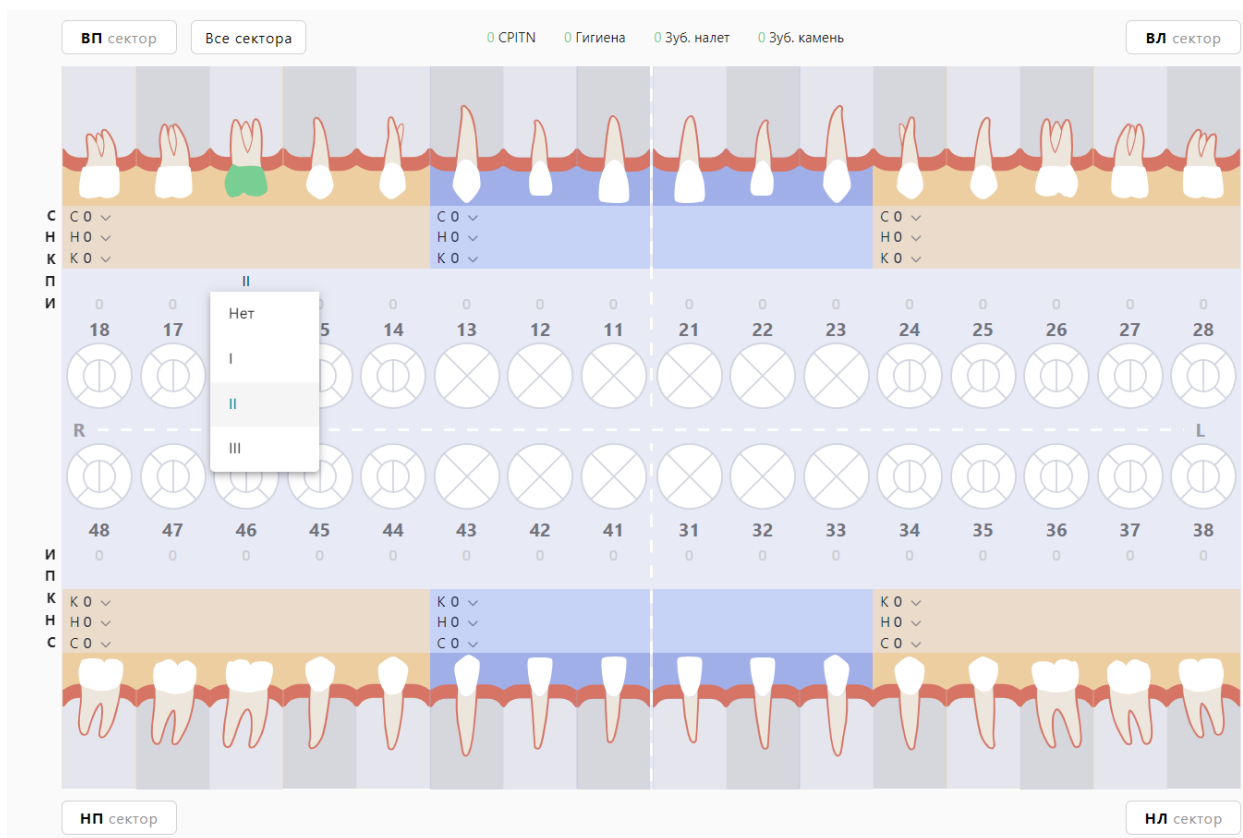 ВП сектор Все сектора 0 CPITN 0 Гигиена 0 Зуб. налет 0 Зуб. камень ВЛ сектор
С С 0 С 0 С 0
Н Н 0 Н 0 Н 0
К К 0 К 0 К 0
П II
И 0 0 0 0 0 0 0 0 0 0 0 0 0 0 0
18 17 5 14 13 12 11 21 22 23 24 25 26 27 28
Нет
I
II
III
R L
48 47 46 45 44 43 42 41 31 32 33 34 35 36 37 38
И 0 0 0 0 0 0 0 0 0 0 0 0 0 0 0 0
П
К К 0 К 0 К 0
Н Н 0 Н 0 Н 0
С С 0 С 0 С 0
НП сектор НЛ сектор